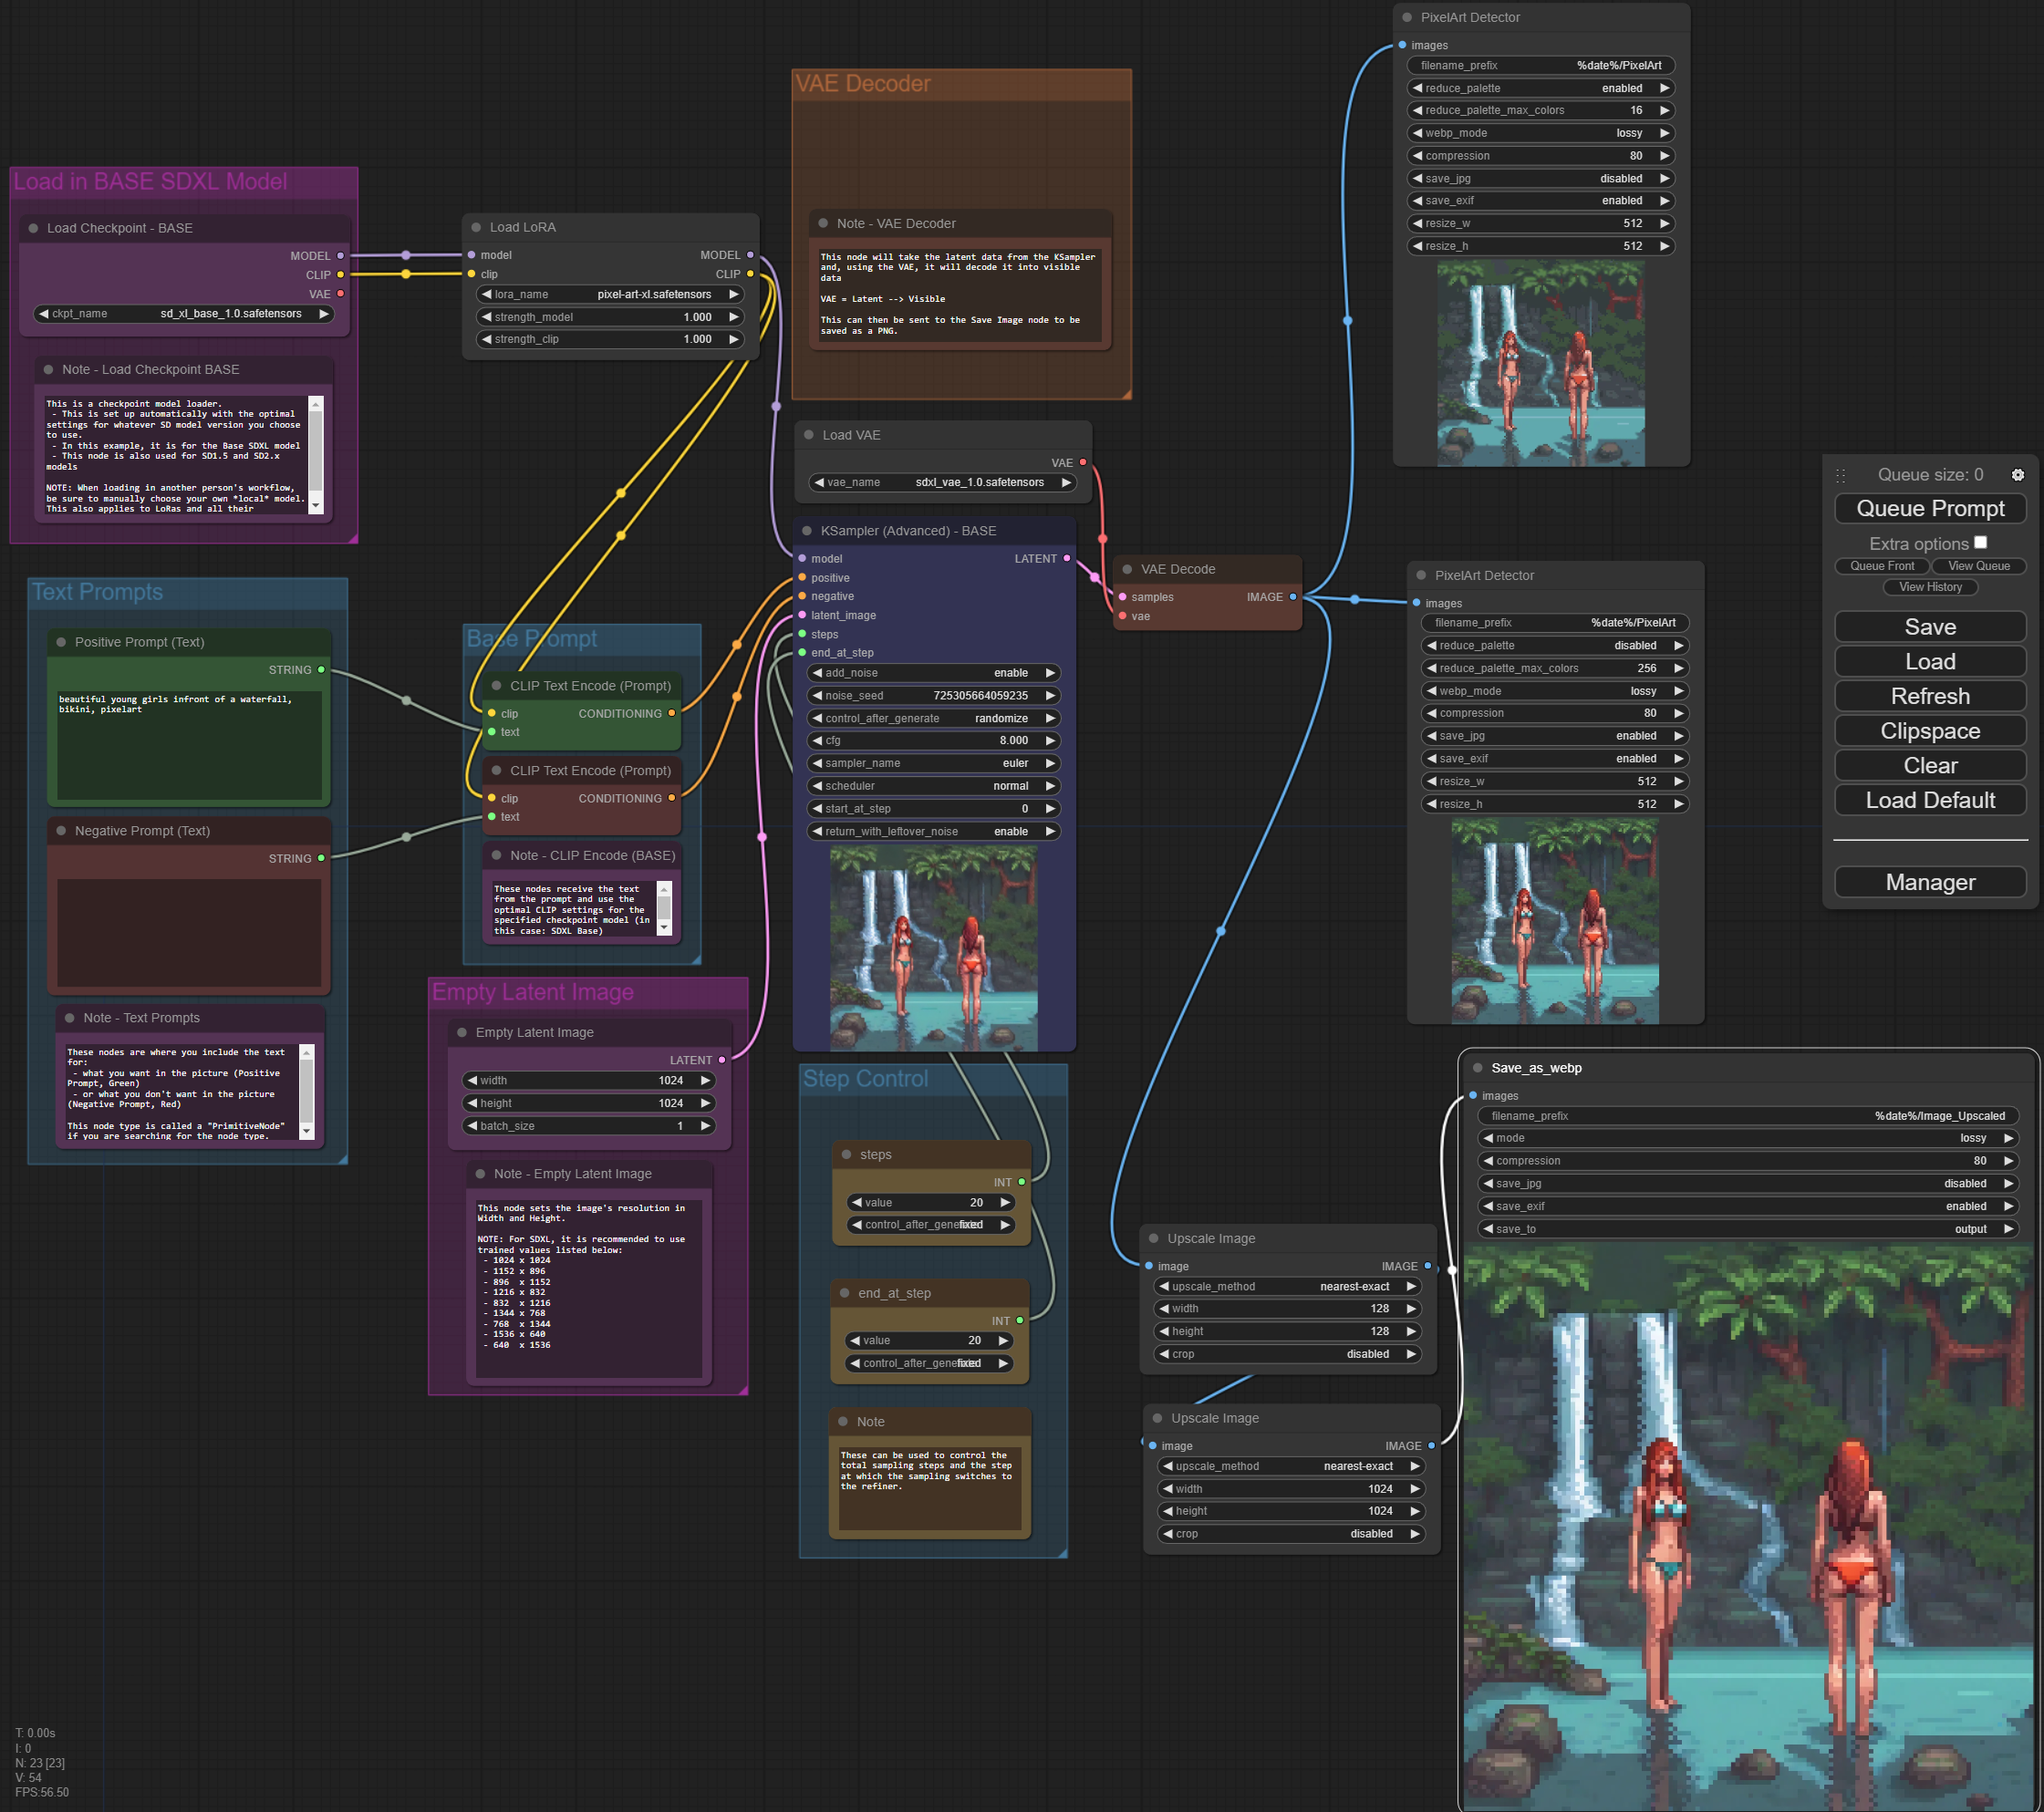 PixelArt Detector
images
filename_prefix %date%/PixelArt
reduce_palette enabled
reduce_palette_max_colors 16
webp_mode lossy
compression 80
save_jpg disabled
save_exif enabled
resize_w 512
resize_h 512
VAE Decoder
Note - VAE Decoder
This node will take the latent data from the KSampler
and, using the VAE, it will decode it into visible
data
VAE = Latent --> Visible
This can then be sent to the Save Image node to be
saved as a PNG.
Load in BASE SDXL Model
Load Checkpoint - BASE
MODEL
CLIP
VAE
ckpt_name sd_xl_base_1.0.safetensors
Note - Load Checkpoint BASE
This is a checkpoint model loader.
- This is set up automatically with the optimal
settings for whatever SD model version you choose
to use.
- In this example, it is for the Base SDXL model
- This node is also used for SD1.5 and SD2.x
models
NOTE: When loading in another person's workflow,
be sure to manually choose your own *local* model.
This also applies to LoRas and all their
Load LoRA
model MODEL
clip CLIP
lora_name pixel-art-xl.safetensors
strength_model 1.000
strength_clip 1.000
Load VAE
VAE
vae_name sdxl_vae_1.0.safetensors
KSampler (Advanced) - BASE
model LATENT
positive
negative
latent_image
steps
end_at_step
add_noise enable
noise_seed 725305664059235
control_after_generate randomize
cfg 8.000
sampler_name euler
scheduler normal
start_at_step 0
return_with_leftover_noise enable
VAE Decode
samples IMAGE
vae
PixelArt Detector
images
filename_prefix %date%/PixelArt
reduce_palette disabled
reduce_palette_max_colors 256
webp_mode lossy
compression 80
save_jpg enabled
save_exif enabled
resize_w 512
resize_h 512
Queue size: 0
Queue Prompt
Extra options
Queue Front View Queue
View History
Save
Load
Refresh
Clipspace
Clear
Load Default
Manager
Text Prompts
Positive Prompt (Text)
STRING
beautiful young girls infront of a waterfall,
bikini, pixelart
Negative Prompt (Text)
STRING
Note - Text Prompts
These nodes are where you include the text
for:
- what you want in the picture (Positive
Prompt, Green)
- or what you don't want in the picture
(Negative Prompt, Red)
This node type is called a "PrimitiveNode"
if you are searching for the node type.
Base Prompt
CLIP Text Encode (Prompt)
clip CONDITIONING
text
CLIP Text Encode (Prompt)
clip CONDITIONING
text
Note - CLIP Encode (BASE)
These nodes receive the text
from the prompt and use the
optimal CLIP settings for the
specified checkpoint model (in
this case: SDXL Base)
Empty Latent Image
Empty Latent Image
LATENT
width 1024
height 1024
batch_size 1
Note - Empty Latent Image
This node sets the image's resolution in
Width and Height.
NOTE: For SDXL, it is recommended to use
trained values listed below:
- 1024 x 1024
- 1152 x 896
- 896 x 1152
- 1216 x 832
- 832 x 1216
- 1344 x 768
- 768 x 1344
- 1536 x 640
- 640 x 1536
Step Control
steps
INT
value 20
control_after_generate fixed
end_at_step
INT
value 20
control_after_generate fixed
Note
These can be used to control the
total sampling steps and the step
at which the sampling switches to
the refiner.
Upscale Image
image IMAGE
upscale_method nearest-exact
width 128
height 128
crop disabled
Upscale Image
image IMAGE
upscale_method nearest-exact
width 1024
height 1024
crop disabled
Save_as_webp
images
filename_prefix %date%/Image_Upscaled
mode lossy
compression 80
save_jpg disabled
save_exif enabled
save_to output
T: 0.00s
I: 0
N: 23 [23]
V: 54
FPS:56.50